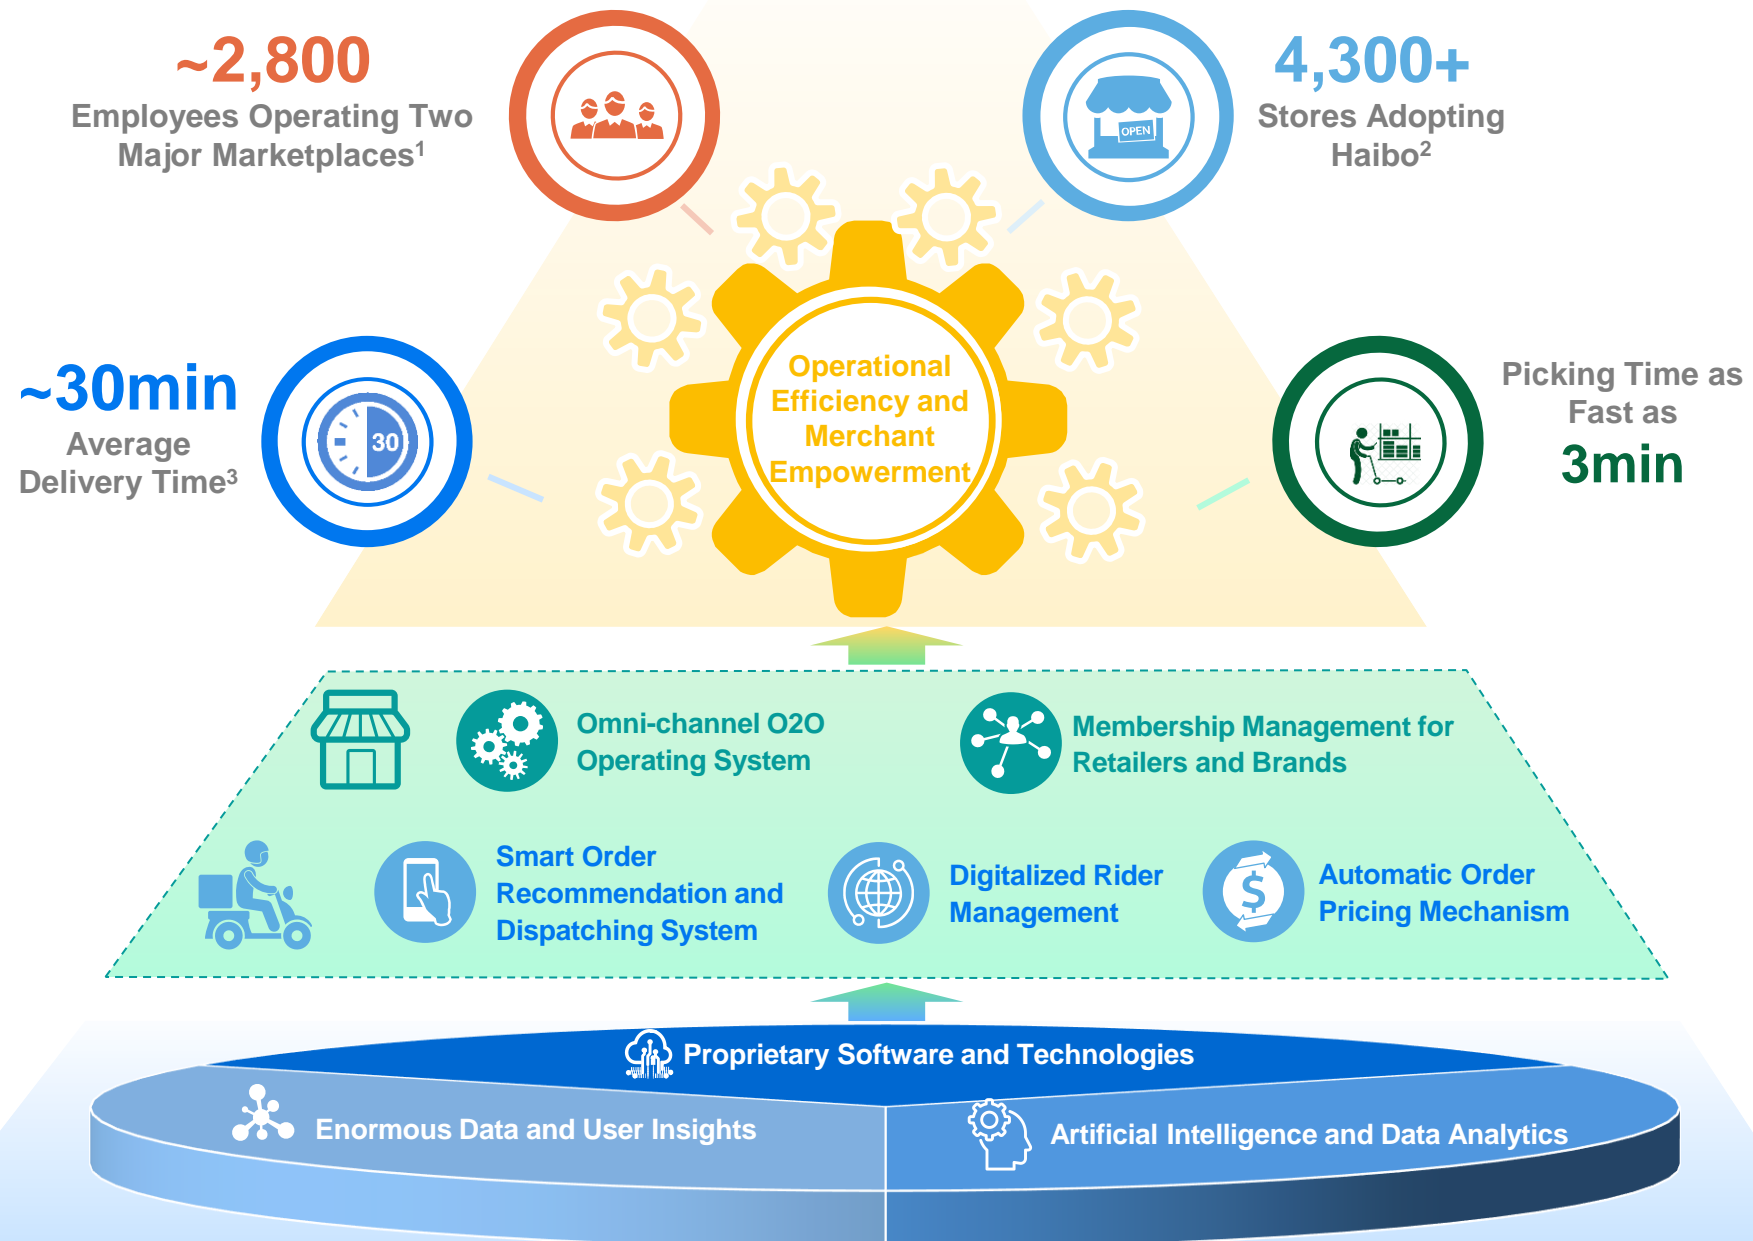 ~2,800
Employees Operating Two
Major Marketplaces¹
4,300+
Stores Adopting
Haibo²
OPEN
~30min
Average
Delivery Time³
30
Operational
Efficiency and
Merchant
Empowerment
Picking Time as
Fast as
3min
Omni-channel O2O
Operating System
Membership Management for
Retailers and Brands
Smart Order
Recommendation and
Dispatching System
Digitalized Rider
Management
$
Automatic Order
Pricing Mechanism
Proprietary Software and Technologies
Enormous Data and User Insights
Artificial Intelligence and Data Analytics